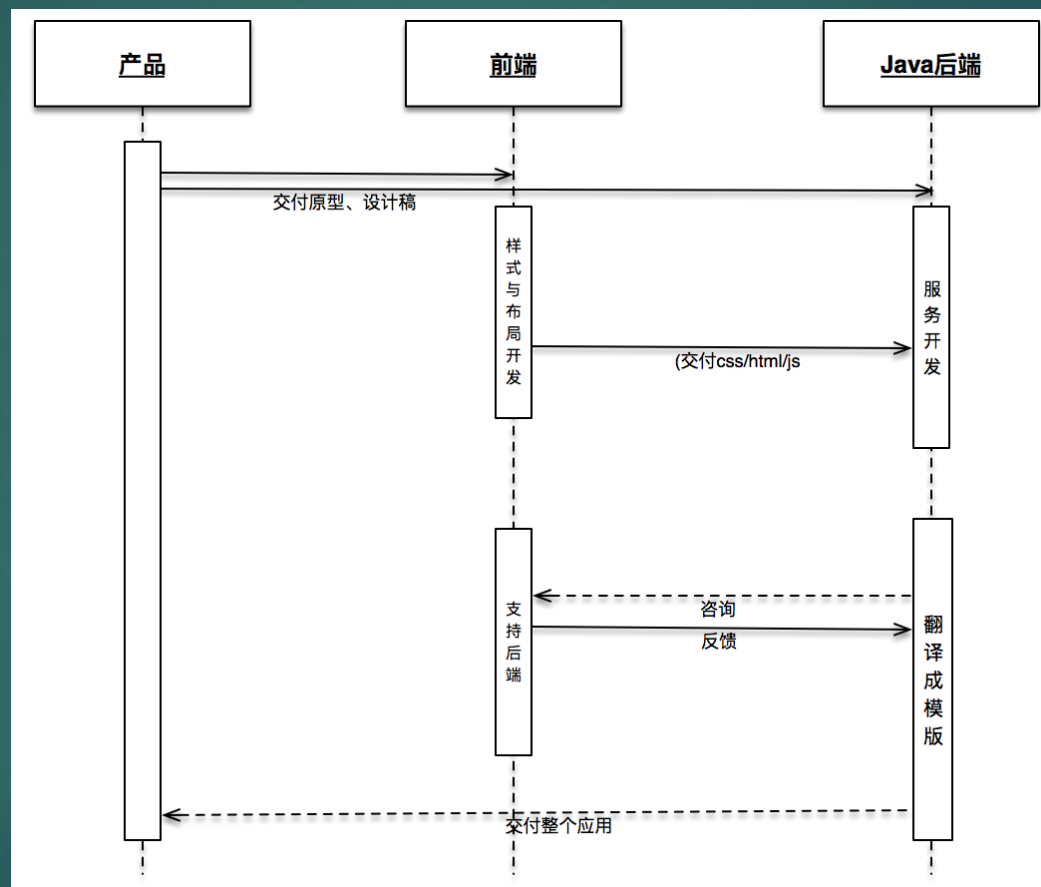 产品
前端
Java后端
交付原型、设计稿
样式与布局开发
服务开发
(交付css/html/js
咨询
支持后端
反馈
翻译成模版
交付整个应用